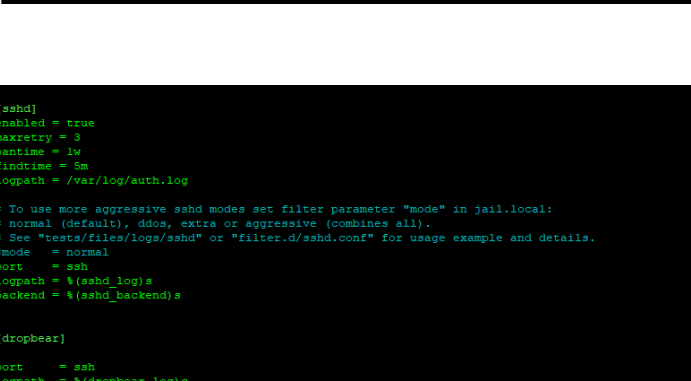 sshd]
enabled = true
maxretry = 3
bantime = 1w
findtime = 5m
logpath = /var/log/auth.log
# To use more aggressive sshd modes set filter parameter "mode" in jail.local:
# normal (default), ddos, extra or aggressive (combines all).
# See "tests/files/logs/sshd" or "filter.d/sshd.conf" for usage example and details.
#mode = normal
port = ssh
logpath = %(sshd_log)s
backend = %(sshd_backend)s
[dropbear]
port = ssh
logpath = %(dropbear_log)s